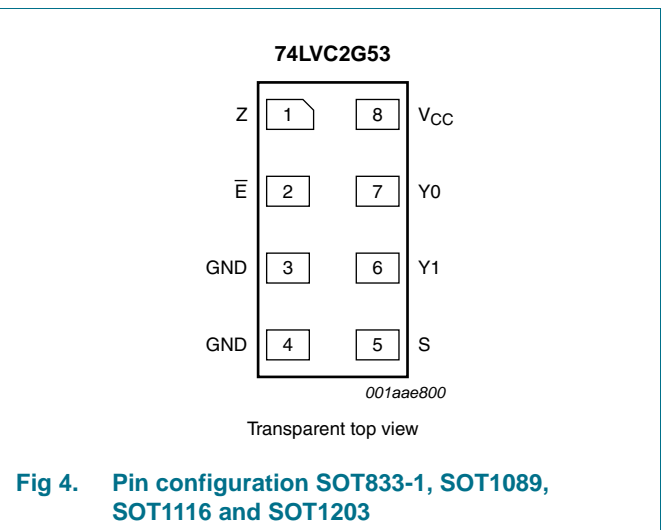 74LVC2G53
Z 1 8 VCC
E̅ 2 7 Y0
GND 3 6 Y1
GND 4 5 S
001aae800
Transparent top view
Fig 4. Pin configuration SOT833-1, SOT1089,
SOT1116 and SOT1203